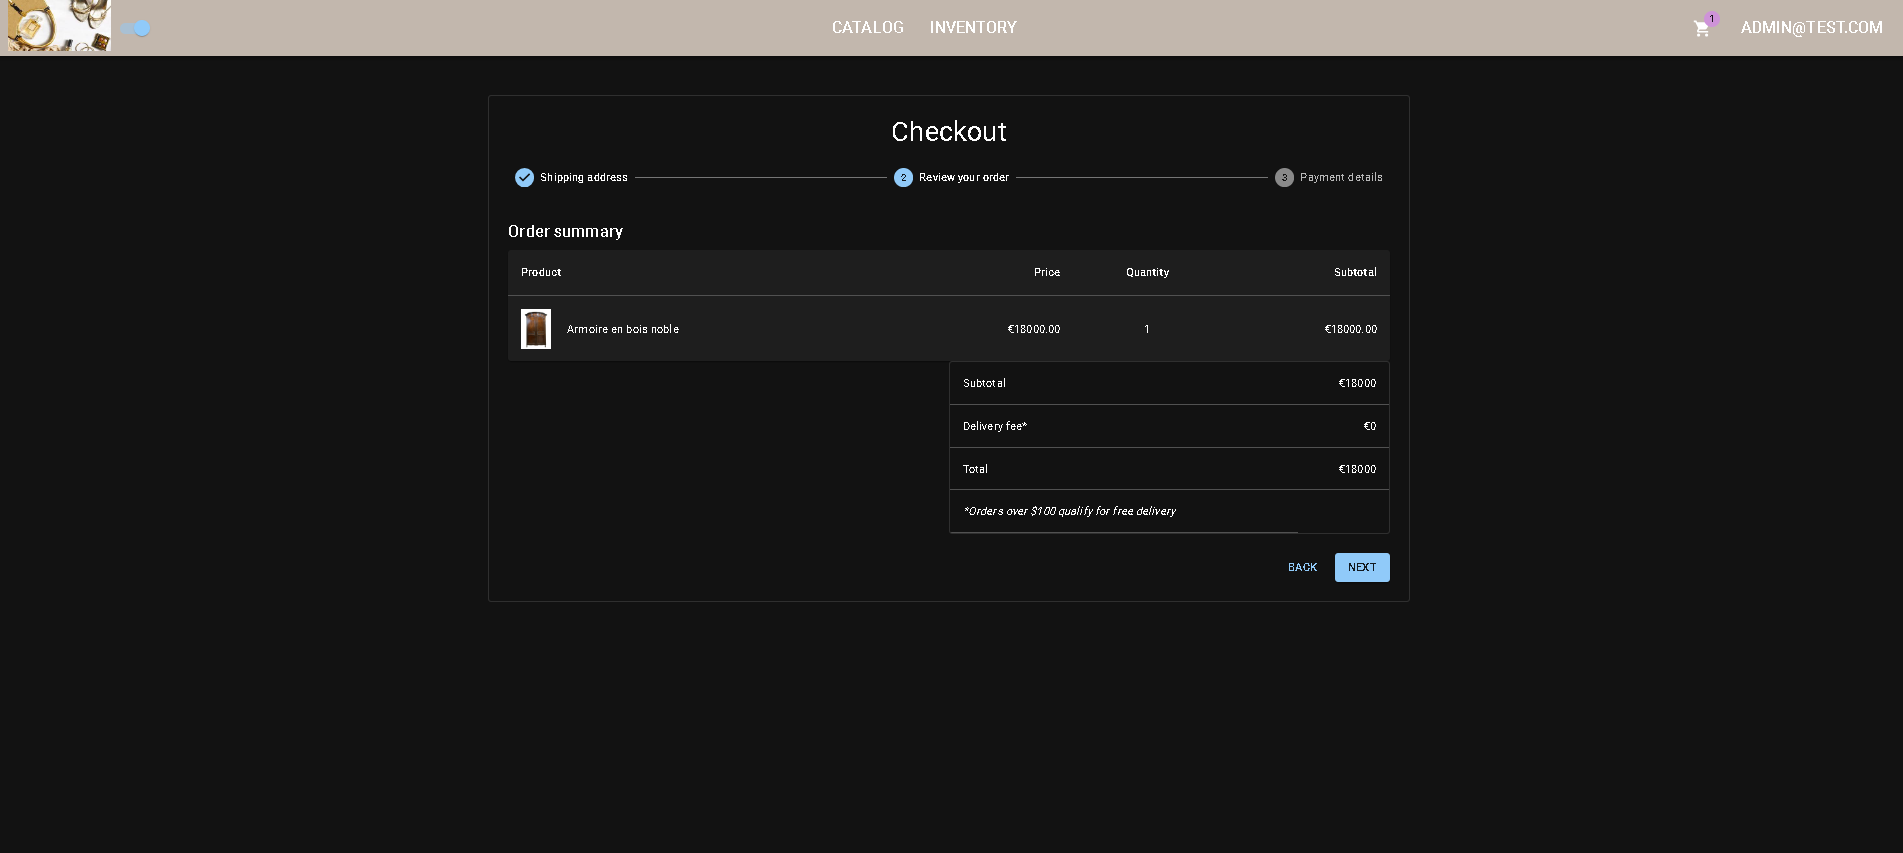 CATALOG INVENTORY 1 ADMIN@TEST.COM
Checkout
Shipping address 2 Review your order 3 Payment details
Order summary
Product Price Quantity Subtotal
Armoire en bois noble €18000.00 1 €18000.00
Subtotal €18000
Delivery fee* €0
Total €18000
*Orders over $100 qualify for free delivery
BACK NEXT